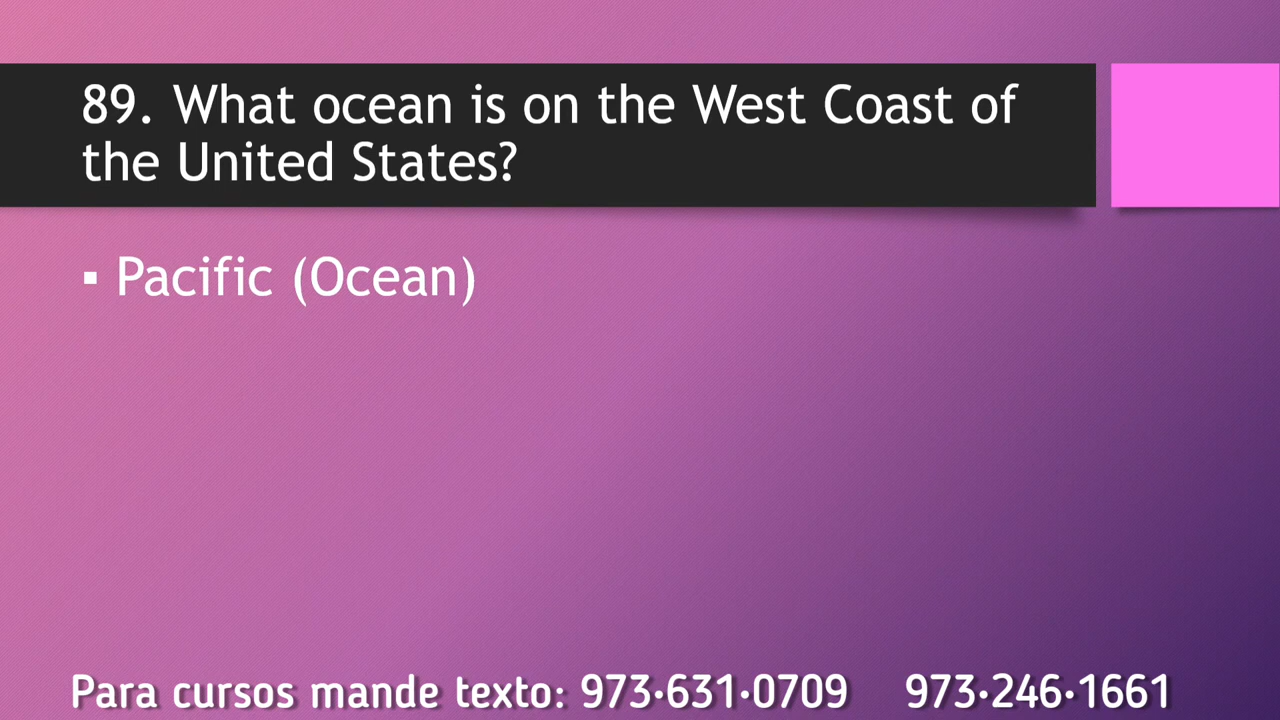 89. What ocean is on the West Coast of
the United States?
▪ Pacific (Ocean)
Para cursos mande texto: 973·631·0709 973·246·1661